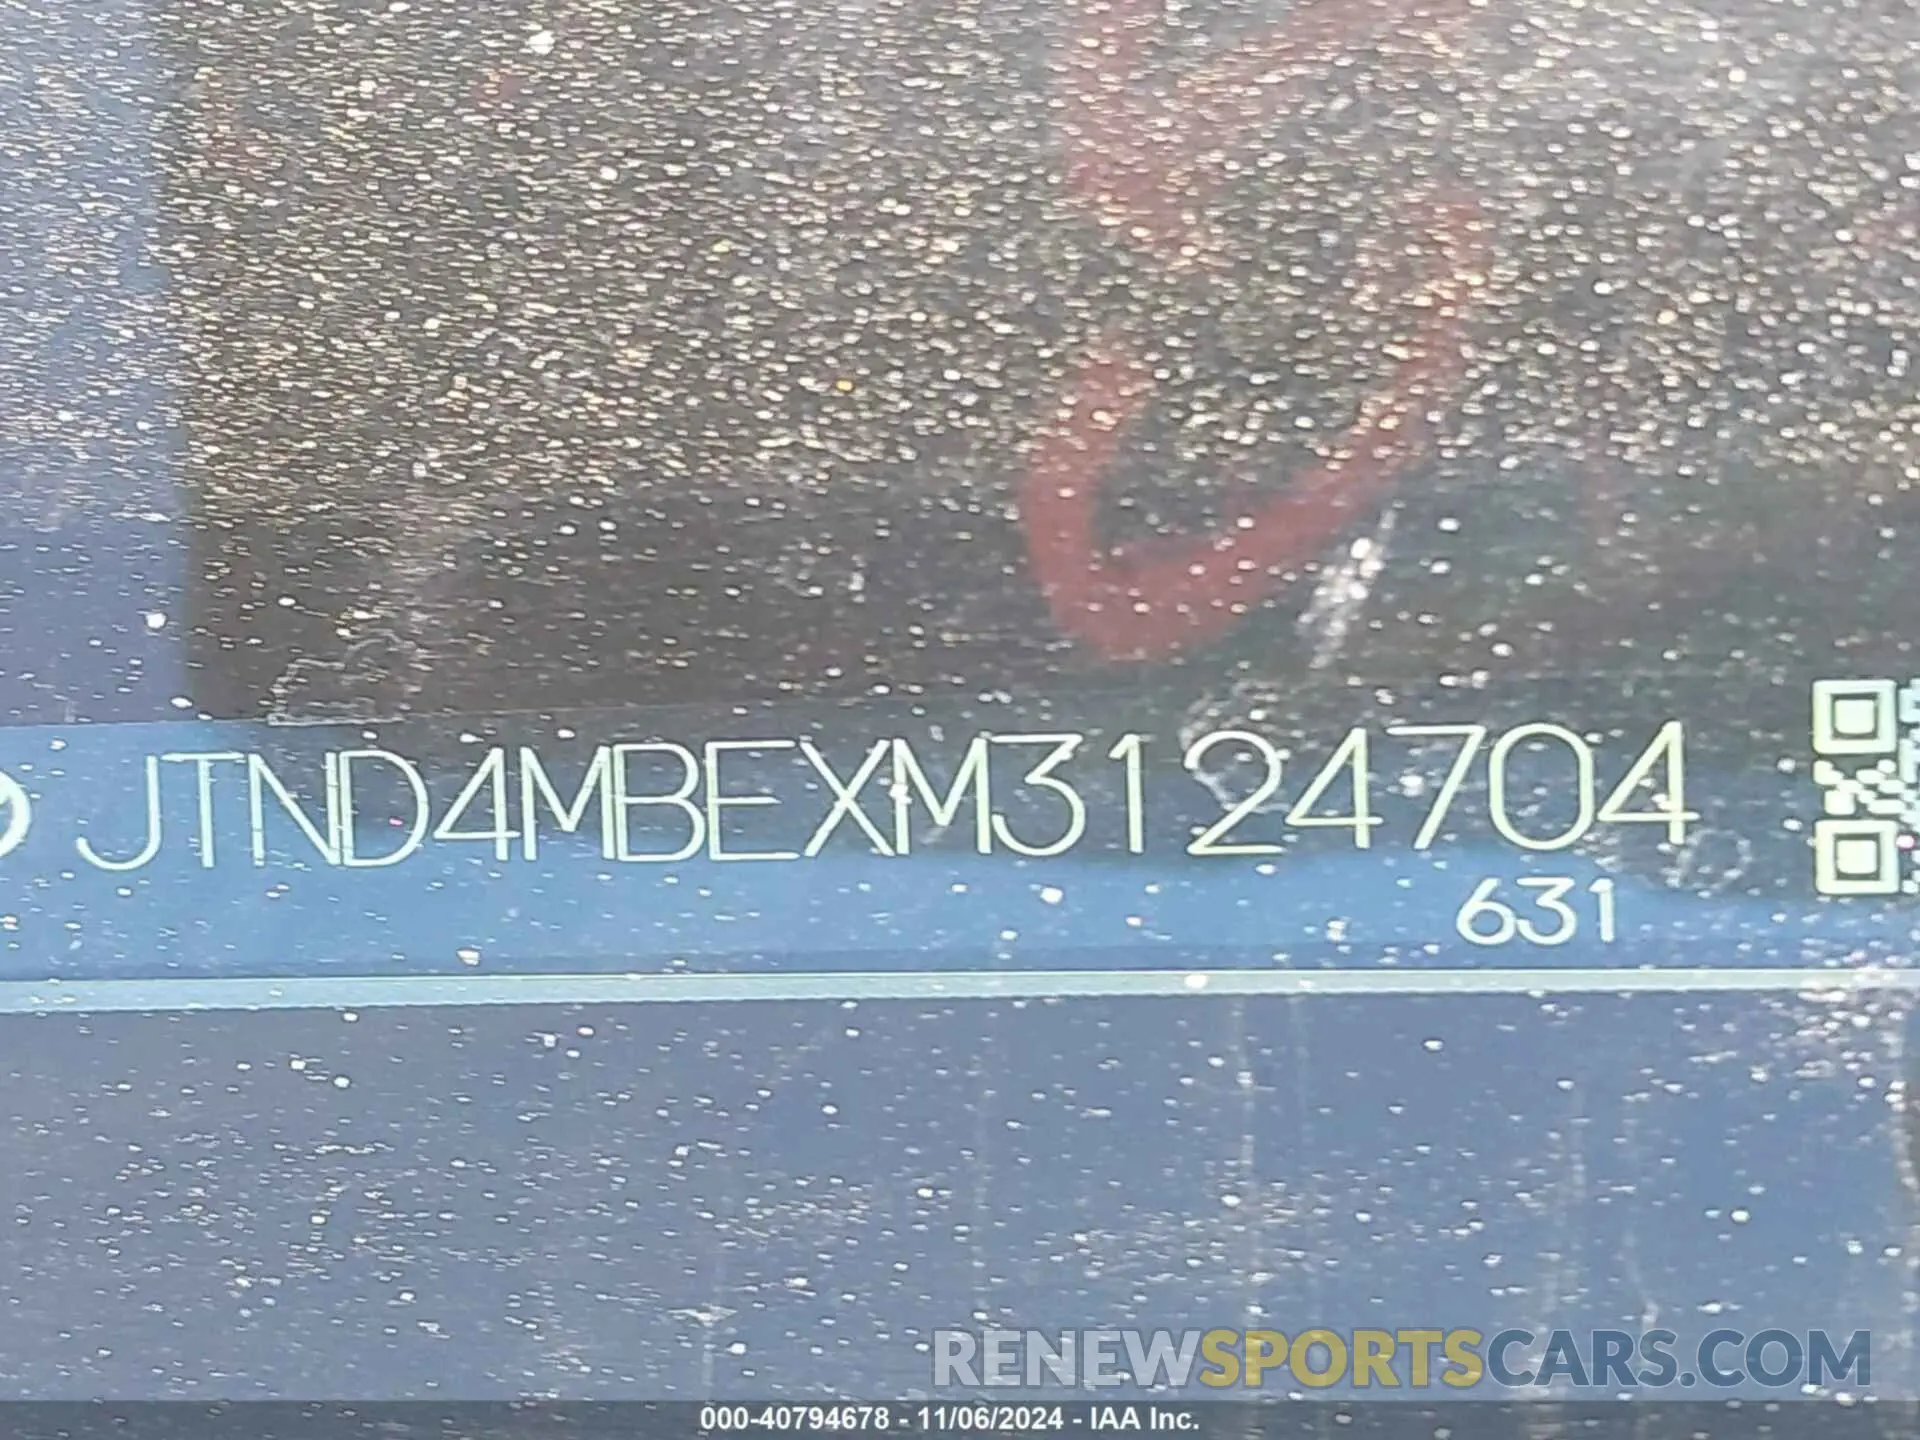 JTND4MBEXM3124704
631
RENEWSPORTSCARS.COM
000-40794678 - 11/06/2024 - IAA Inc.